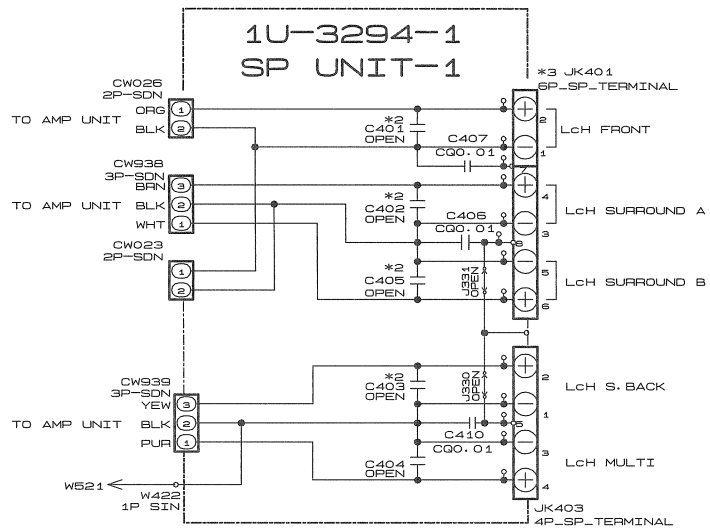 1U-3294-1
SP UNIT-1
*3 JK401
6P_SP_TERMINAL
CW026
2P-SDN
ORG 1
BLK 2
TO AMP UNIT
*2
C401
OPEN
C407
CQ0.01
+ 2
- 1
LcH FRONT
7
CW938
3P-SDN
BRN 3
BLK 2
WHT 1
TO AMP UNIT
*2
C402
OPEN
C406
CQ0.01
+ 4
- 3
LcH SURROUND A
8
CW023
2P-SDN
1
2
*2
C405
OPEN
J331
OPEN
- 5
+ 6
LcH SURROUND B
CW939
3P-SDN
YEW 3
BLK 2
PUR 1
TO AMP UNIT
*2
C403
OPEN
J330
OPEN
+ 2
- 1
LcH S.BACK
5
C410
CQ0.01
C404
OPEN
- 3
+ 4
LcH MULTI
W521
W422
1P SIN
JK403
4P_SP_TERMINAL